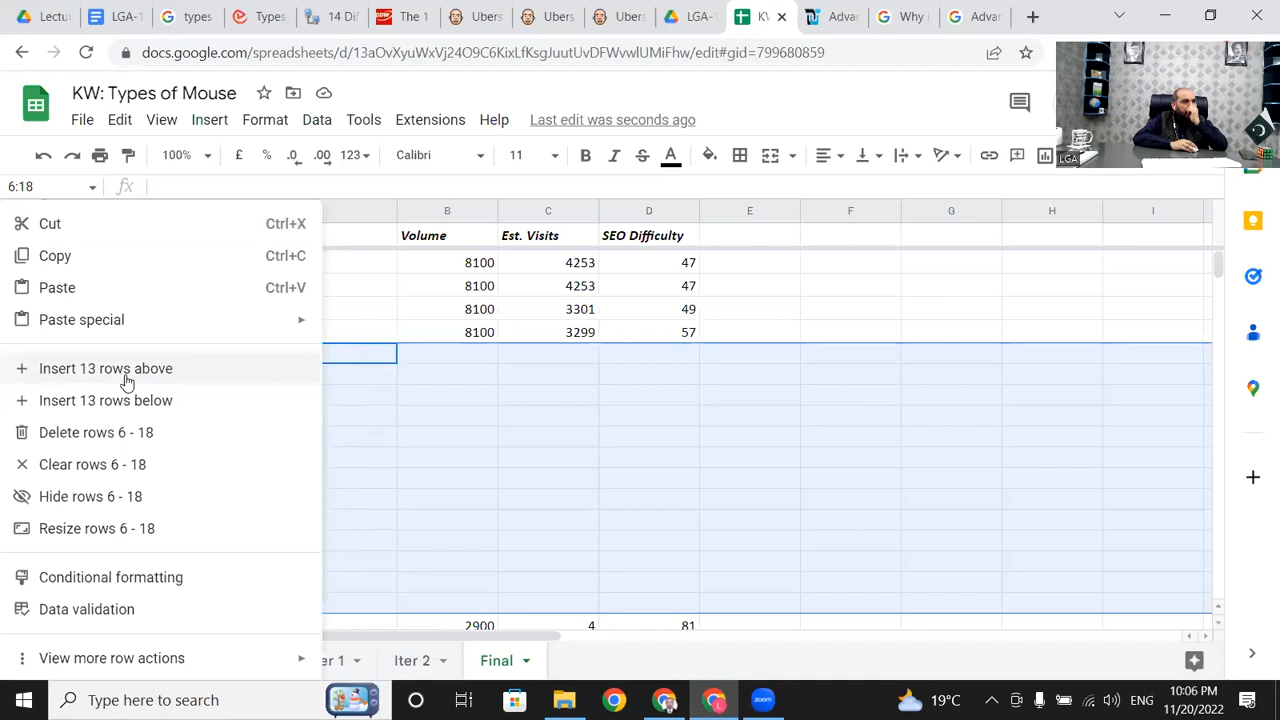 Lectu
LGA-1
types
Types
14 Dif
The 1
Ubers
Ubers
Ubers
LGA-1
KW
Advar
Why i
Advar
docs.google.com/spreadsheets/d/13aOvXyuWxVj24O9C6KixLfKsgJuutUvDFWvwlUMiFhw/edit#gid=799680859
KW: Types of Mouse
File Edit View Insert Format Data Tools Extensions Help Last edit was seconds ago
100% £ % .0 .00 123 Calibri 11 B I S A
LGA
6:18 fx
B C D E F G H I
Cut Ctrl+X
Volume Est. Visits SEO Difficulty
Copy Ctrl+C
8100 4253 47
Paste Ctrl+V
8100 4253 47
Paste special
8100 3301 49
8100 3299 57
Insert 13 rows above
Insert 13 rows below
Delete rows 6 - 18
Clear rows 6 - 18
Hide rows 6 - 18
Resize rows 6 - 18
Conditional formatting
Data validation
2900 4 81
View more row actions
er 1 Iter 2 Final
Type here to search
19°C ENG
10:06 PM
11/20/2022